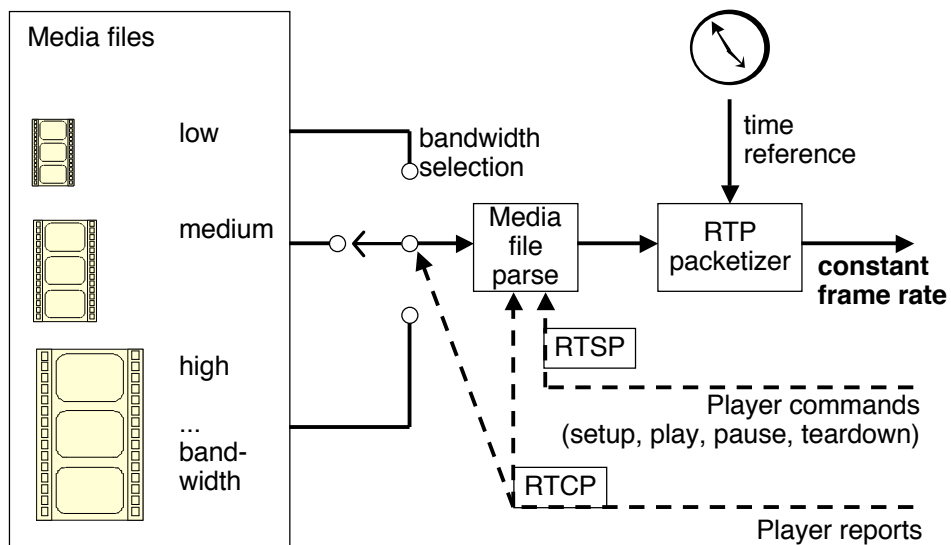 Media files
low
bandwidth
selection
time
reference
medium
Media
file
parse
RTP
packetizer
constant
frame rate
high
RTSP
Player commands
(setup, play, pause, teardown)
...
band-
width
RTCP
Player reports